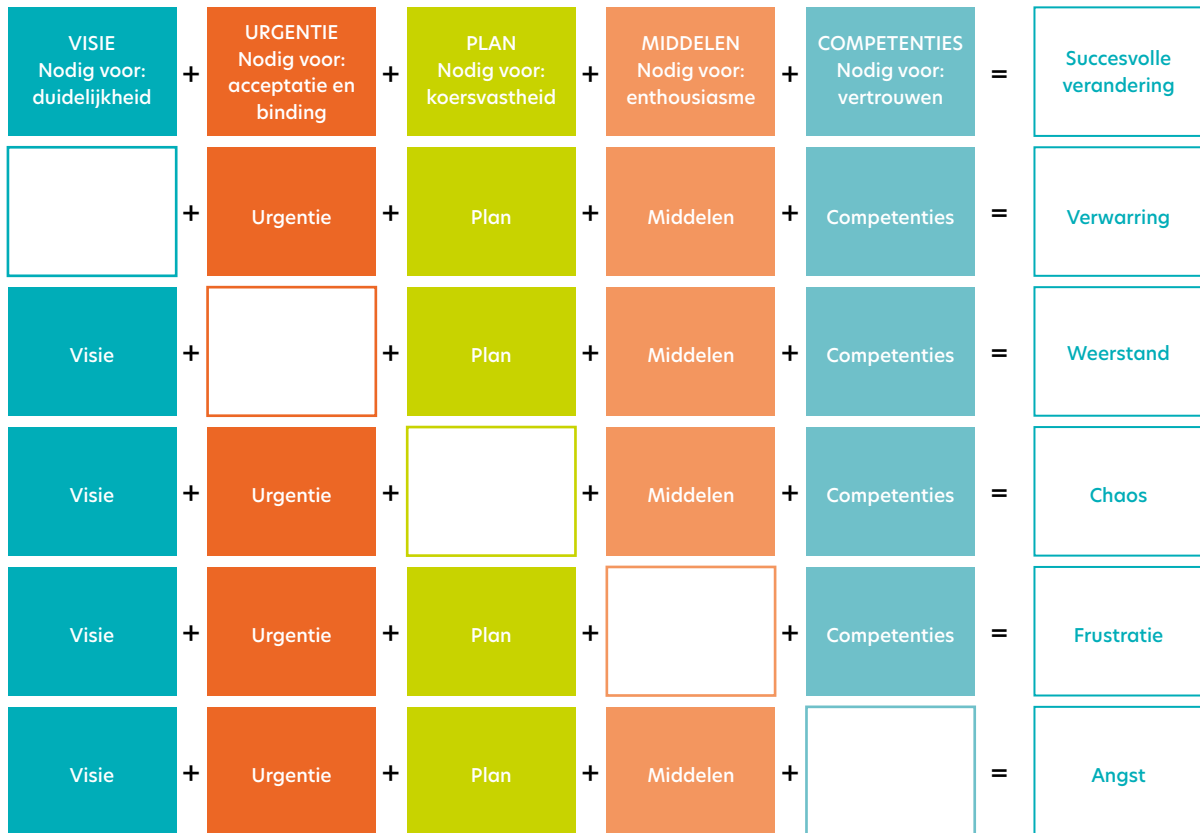 VISIE
Nodig voor:
duidelijkheid
+
URGENTIE
Nodig voor:
acceptatie en
binding
+
PLAN
Nodig voor:
koersvastheid
+
MIDDELEN
Nodig voor:
enthousiasme
+
COMPETENTIES
Nodig voor:
vertrouwen
=
Succesvolle
verandering
+ Urgentie + Plan + Middelen + Competenties = Verwarring
Visie + + Plan + Middelen + Competenties = Weerstand
Visie + Urgentie + + Middelen + Competenties = Chaos
Visie + Urgentie + Plan + + Competenties = Frustratie
Visie + Urgentie + Plan + Middelen + = Angst